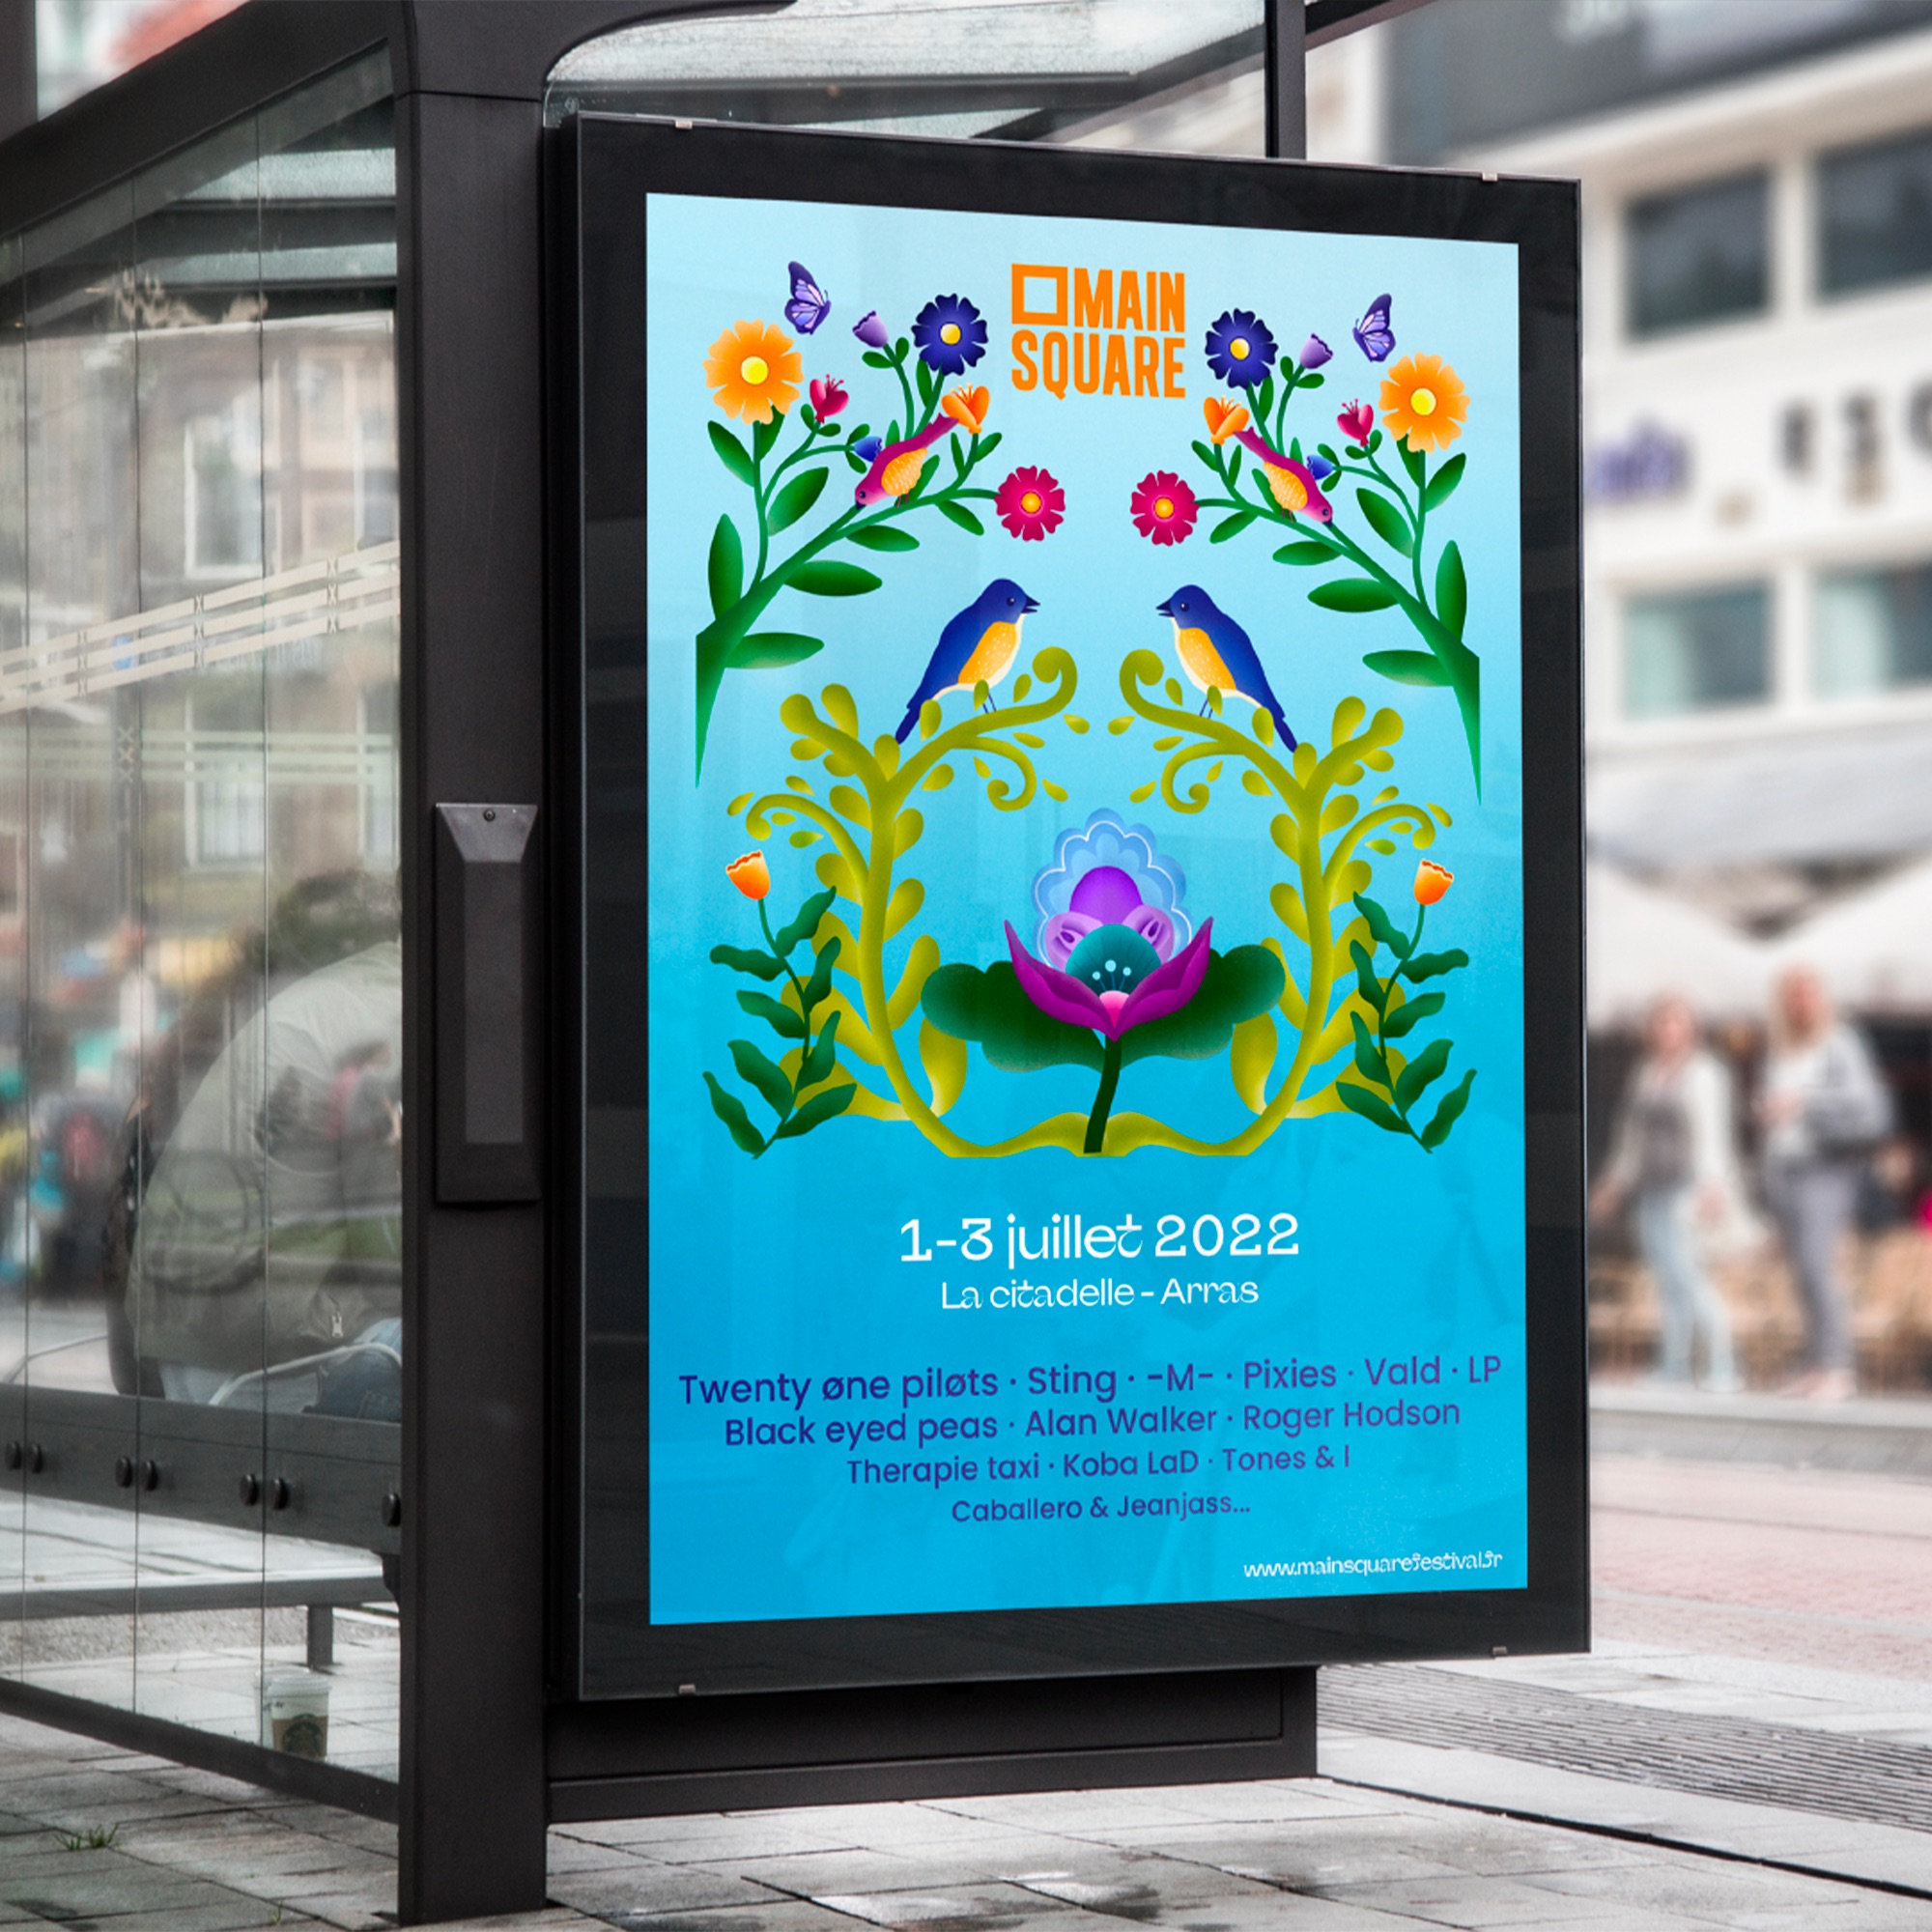 MAIN
SQUARE
1-3 juillet 2022
La citadelle - Arras
Twenty øne piløts · Sting · -M- · Pixies · Vald · LP
Black eyed peas · Alan Walker · Roger Hodson
Therapie taxi · Koba LaD · Tones & I
Caballero & Jeanjass...
www.mainsquarefestival.fr